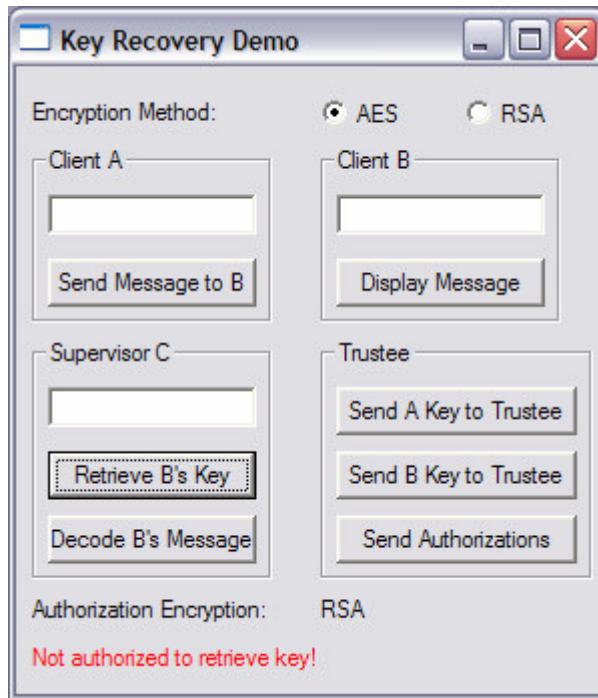 Key Recovery Demo
Encryption Method: AES RSA
Client A
Send Message to B
Client B
Display Message
Supervisor C
Retrieve B's Key
Decode B's Message
Trustee
Send A Key to Trustee
Send B Key to Trustee
Send Authorizations
Authorization Encryption: RSA
Not authorized to retrieve key!